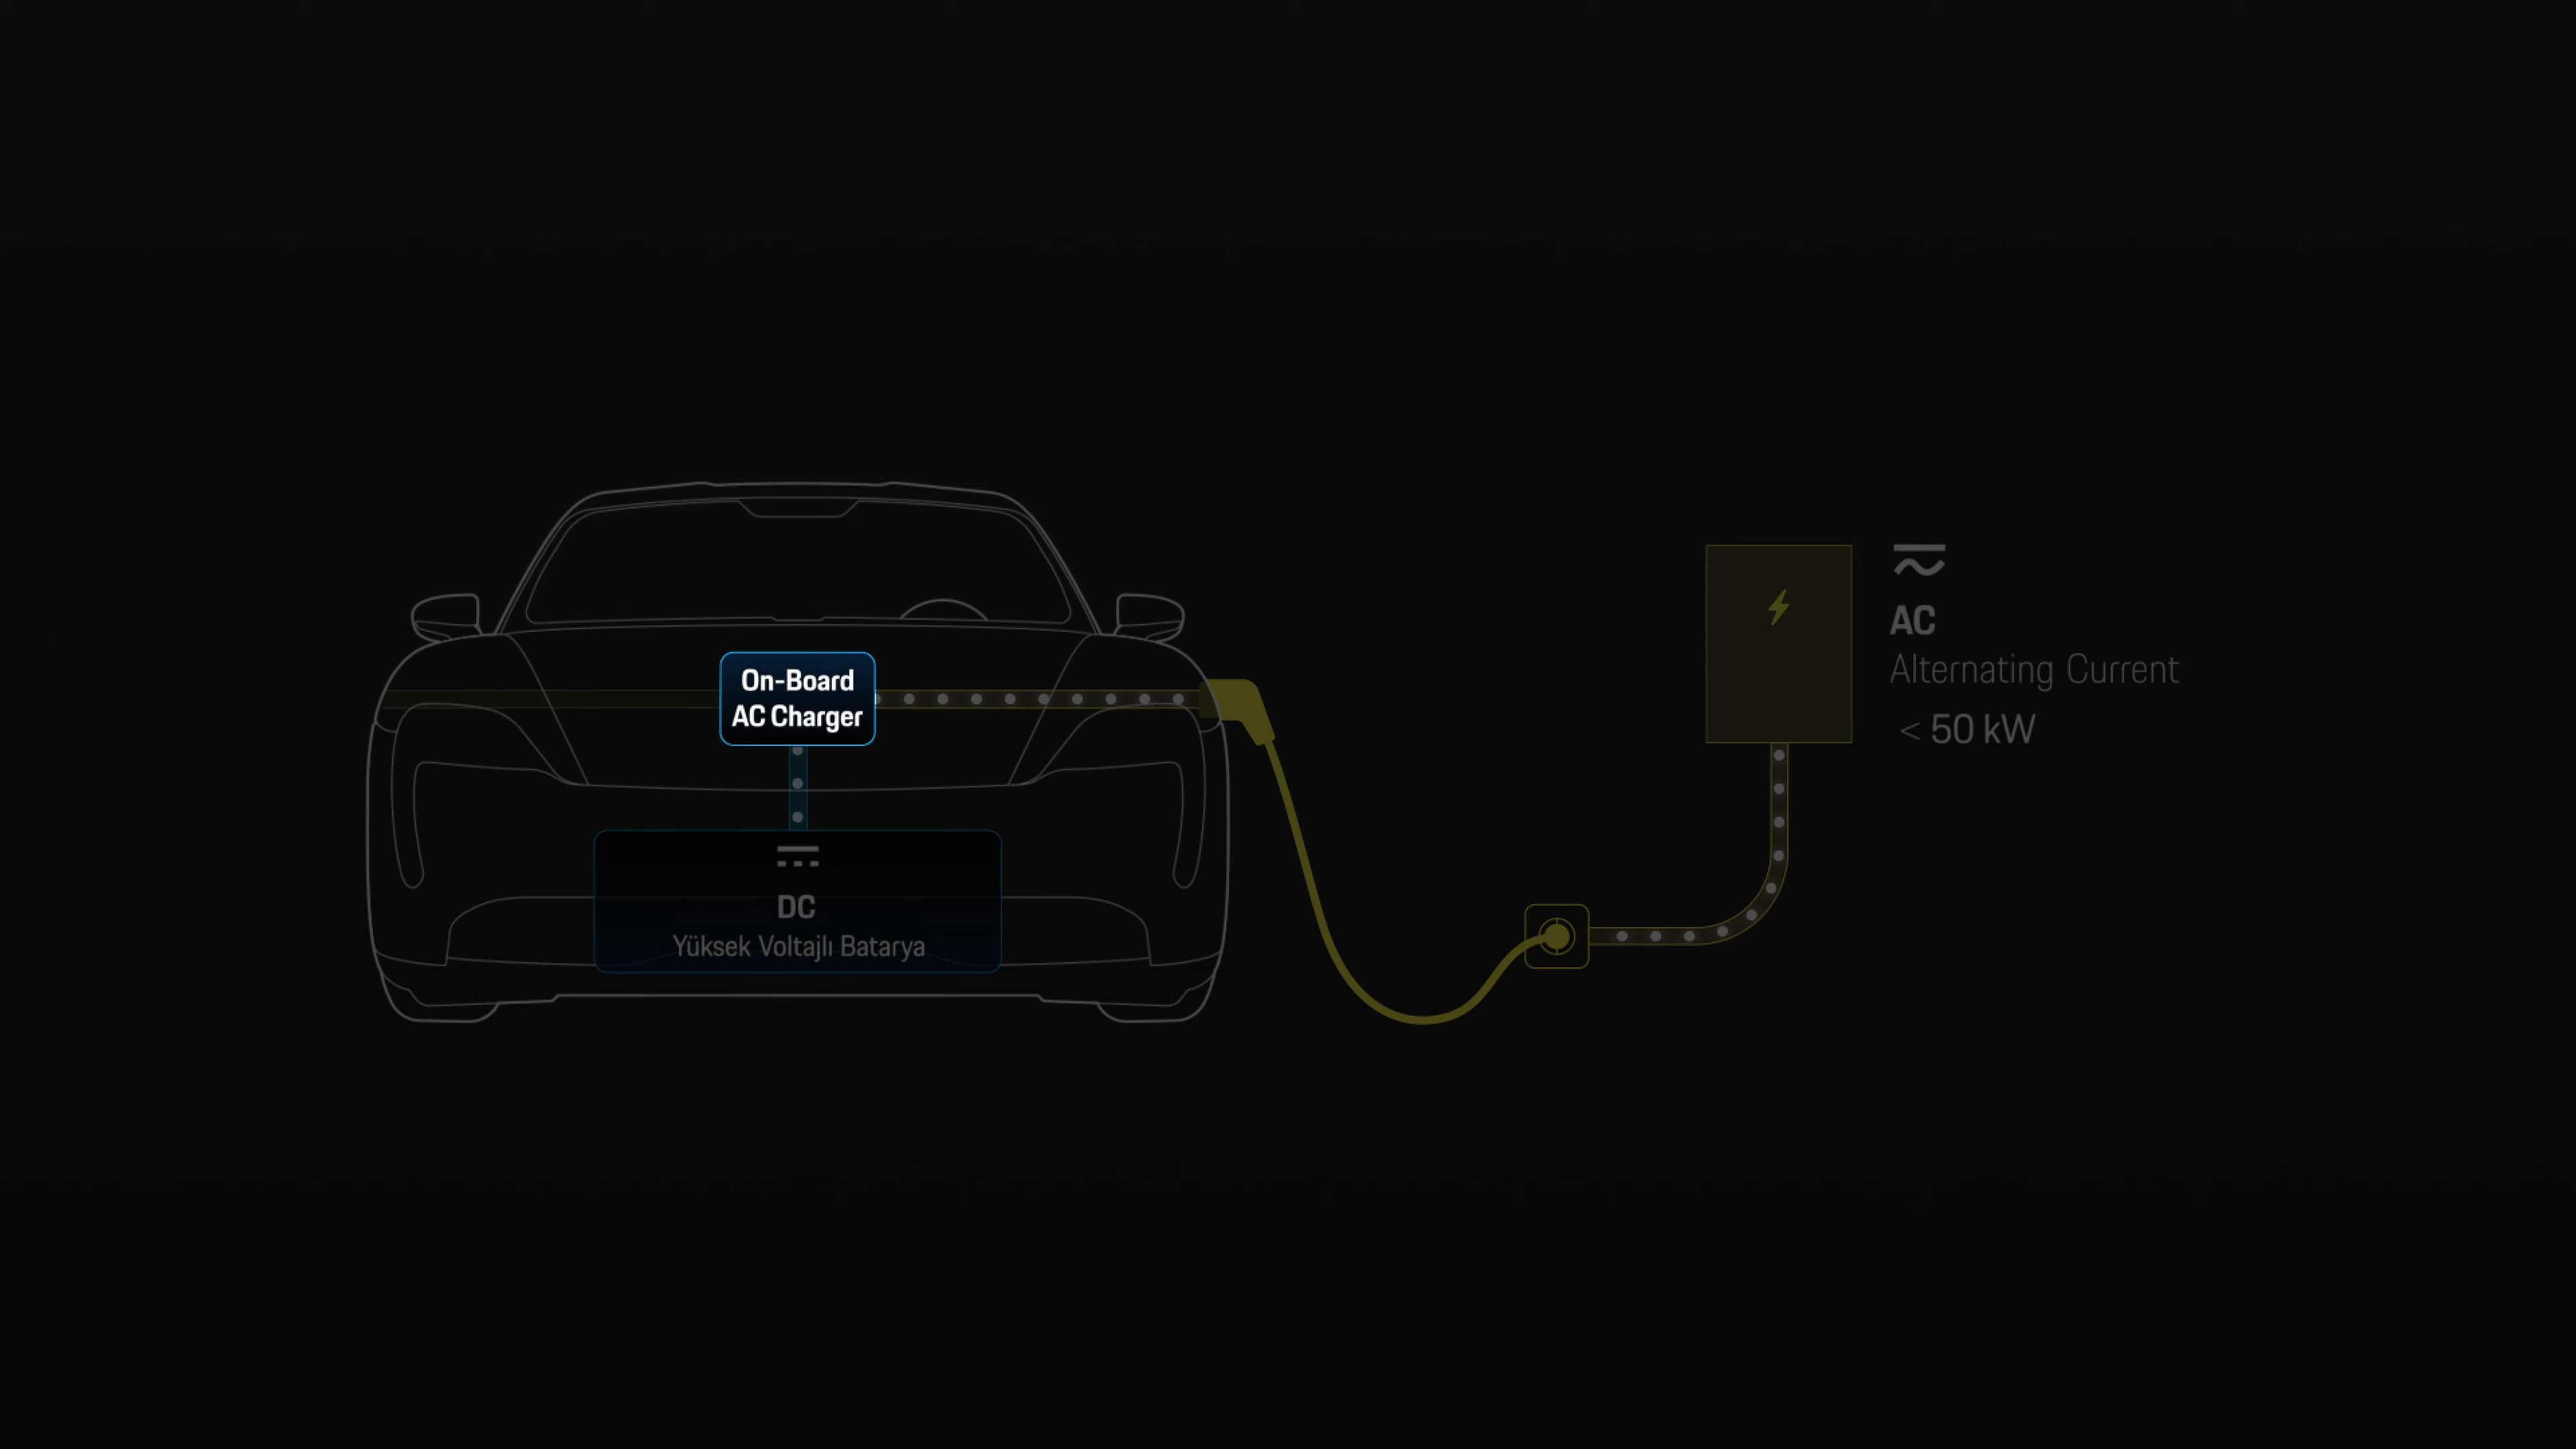 On-Board
AC Charger
DC
Yüksek Voltajlı Batarya
AC
Alternating Current
< 50 kW